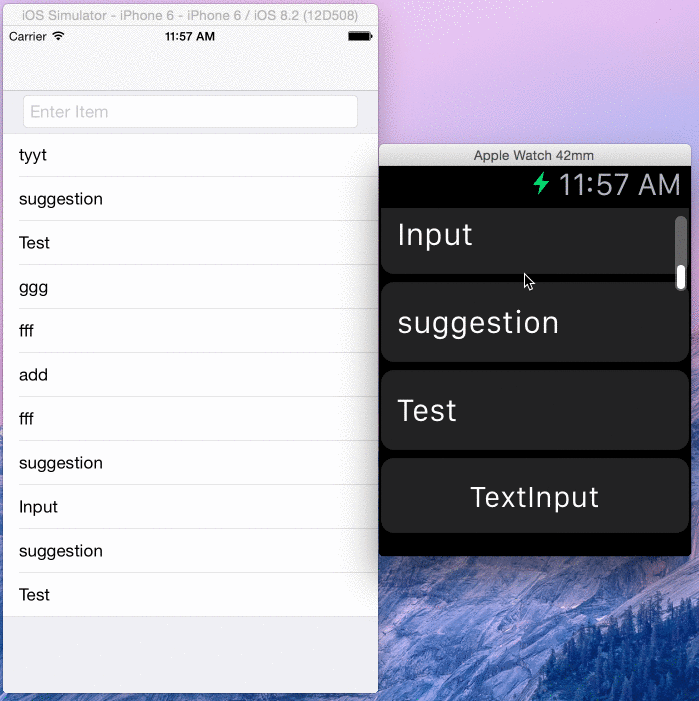 iOS Simulator - iPhone 6 - iPhone 6 / iOS 8.2 (12D508)
Carrier 11:57 AM
Enter Item
tyyt
suggestion
Test
ggg
fff
add
fff
suggestion
Input
suggestion
Test
Apple Watch 42mm
11:57 AM
Input
suggestion
Test
TextInput